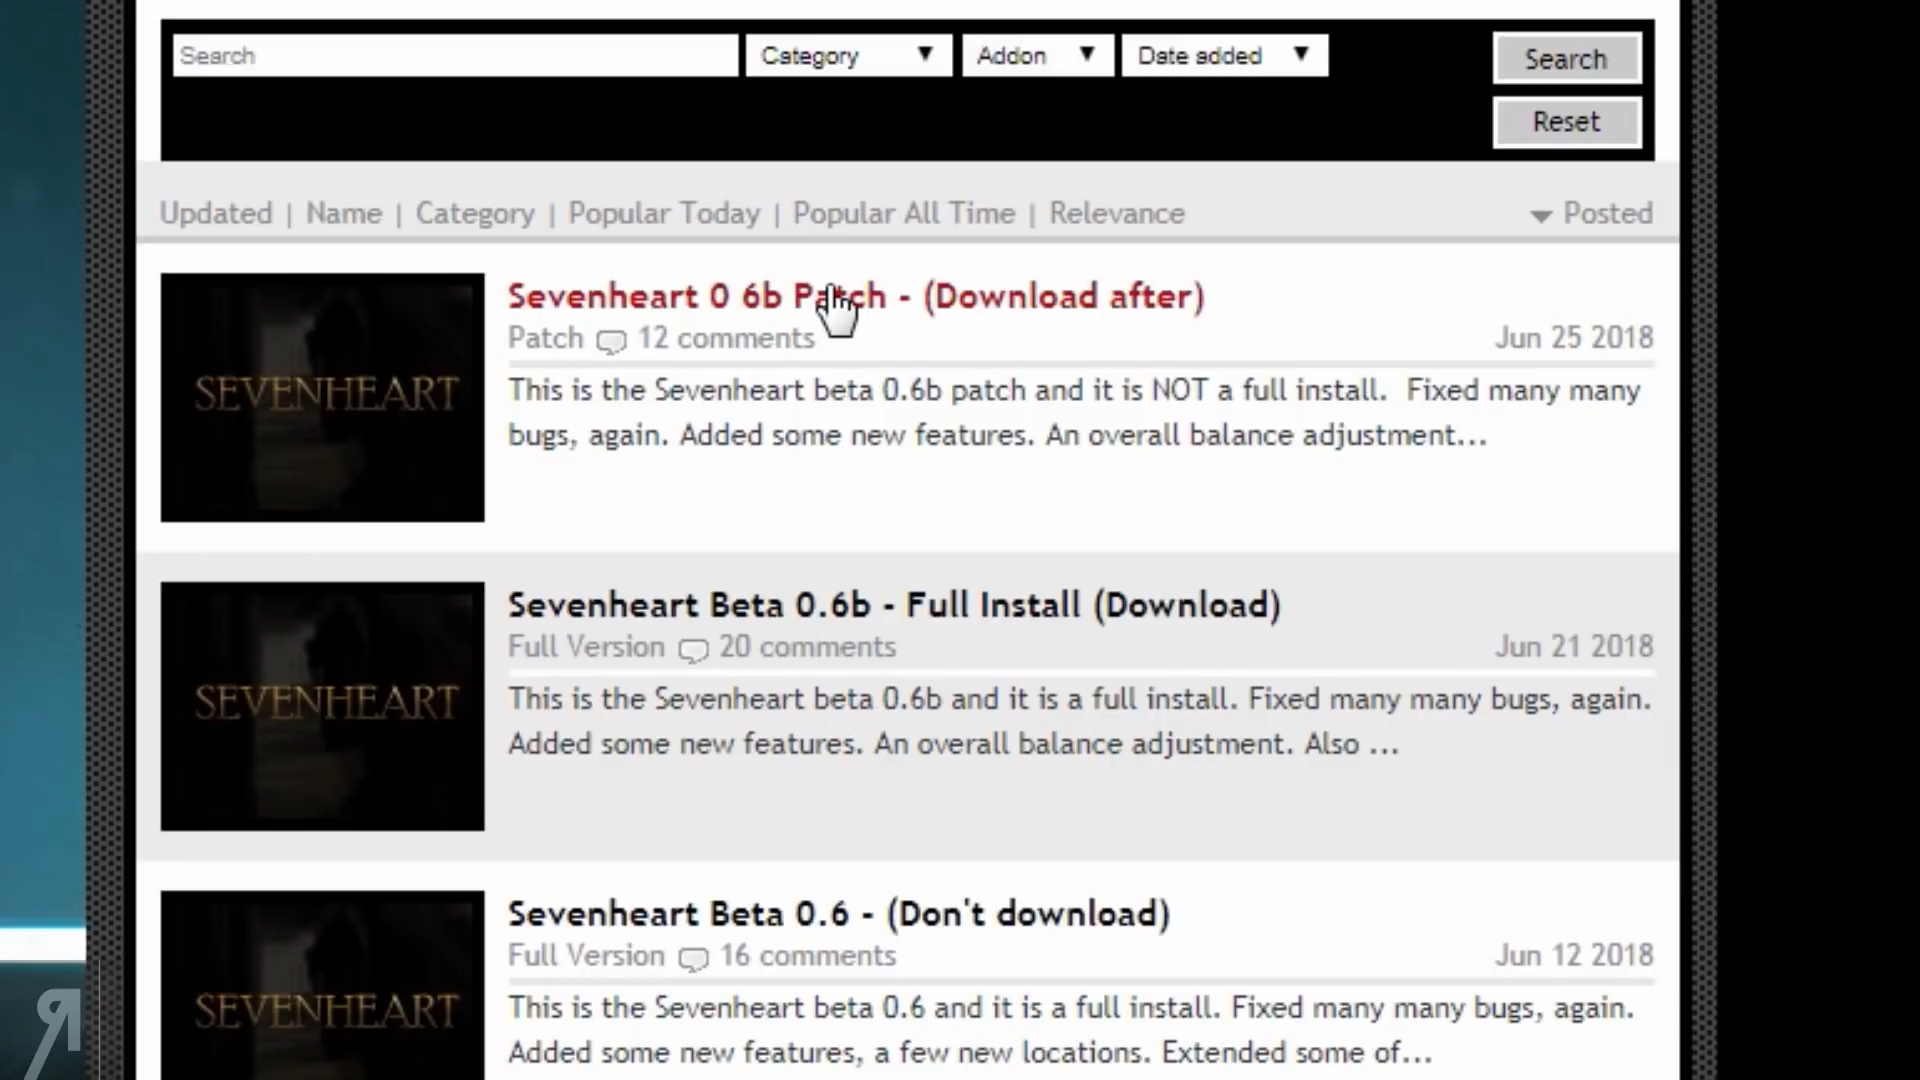 Search Category Addon Date added Search
Reset
Updated | Name | Category | Popular Today | Popular All Time | Relevance Posted
Sevenheart 0 6b Patch - (Download after)
Patch 12 comments Jun 25 2018
SEVENHEART
This is the Sevenheart beta 0.6b patch and it is NOT a full install. Fixed many many
bugs, again. Added some new features. An overall balance adjustment...
Sevenheart Beta 0.6b - Full Install (Download)
Full Version 20 comments Jun 21 2018
SEVENHEART
This is the Sevenheart beta 0.6b and it is a full install. Fixed many many bugs, again.
Added some new features. An overall balance adjustment. Also ...
Sevenheart Beta 0.6 - (Don't download)
Full Version 16 comments Jun 12 2018
SEVENHEART
This is the Sevenheart beta 0.6 and it is a full install. Fixed many many bugs, again.
Added some new features, a few new locations. Extended some of...